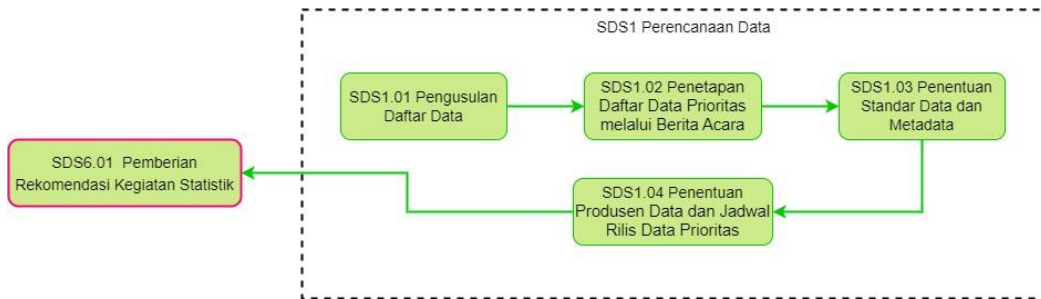 SDS1 Perencanaan Data
SDS1.01 Pengusulan
Daftar Data
SDS1.02 Penetapan
Daftar Data Prioritas
melalui Berita Acara
SDS1.03 Penentuan
Standar Data dan
Metadata
SDS1.04 Penentuan
Produsen Data dan Jadwal
Rilis Data Prioritas
SDS6.01 Pemberian
Rekomendasi Kegiatan Statistik